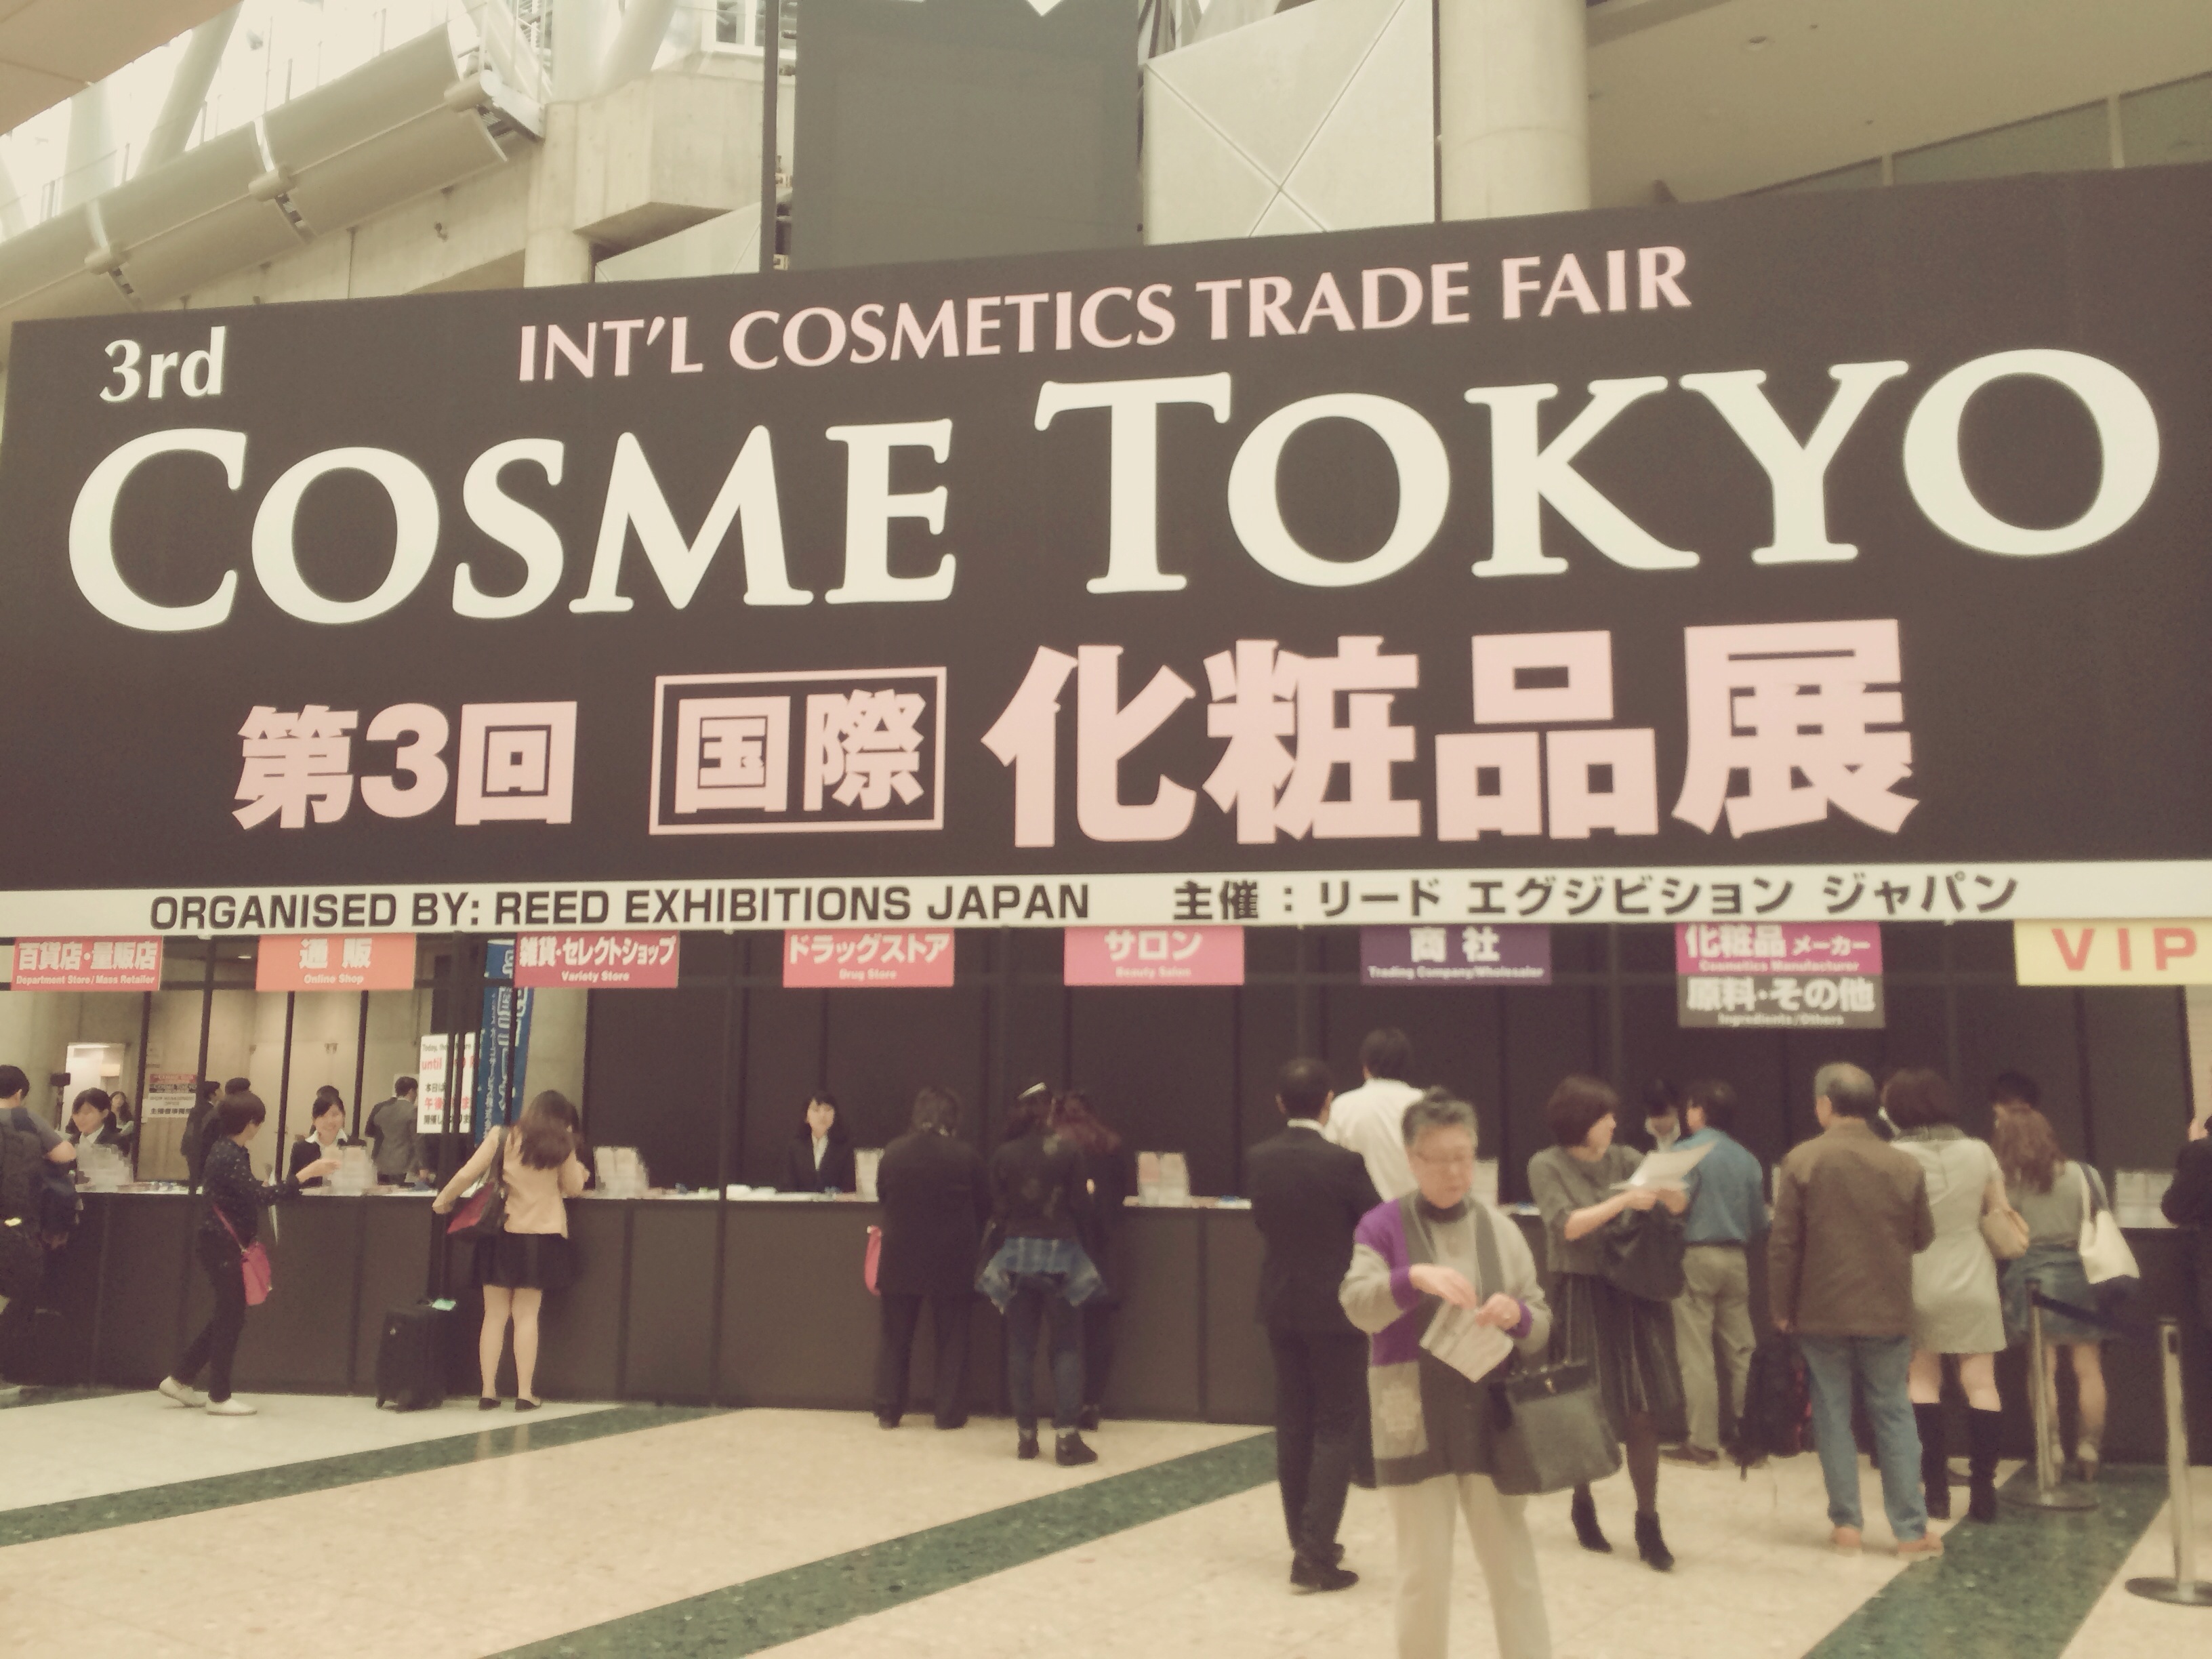 3rd
INT'L COSMETICS TRADE FAIR
COSME TOKYO
第3回 国際 化粧品展
ORGANISED BY: REED EXHIBITIONS JAPAN 主催：リード エグジビション ジャパン
百貨店・量販店
Department Store/Mass Retailer
通販
Online Shop
雑貨・セレクトショップ
Variety Store
ドラッグストア
Drug Store
サロン
Beauty Salon
商社
Trading Company/Wholesaler
化粧品 メーカー
Cosmetics Manufacturer
原料・その他
Ingredients/Others
VIP
until